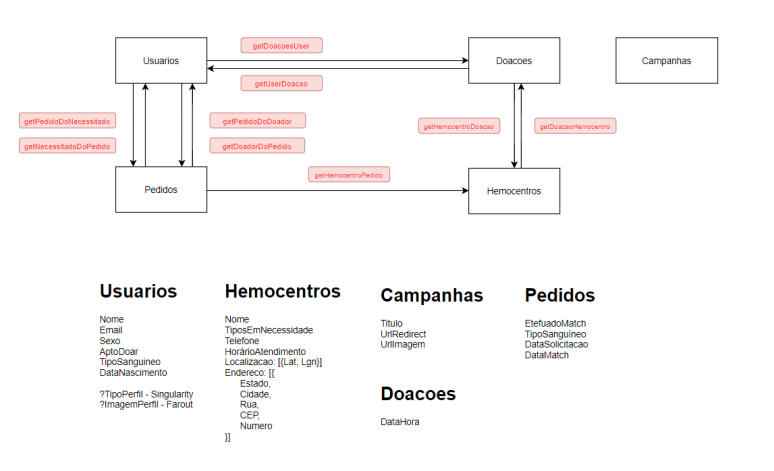 getDoacoesUser
Usuarios
Doacoes
Campanhas
getUserDoacao
getPedidoDoNecessitado
getPedidoDoDoador
getHemocentroDoacao
getDoacaoHemocentro
getNecessitadoDoPedido
getDoadorDoPedido
getHemocentroPedido
Pedidos
Hemocentros
Usuarios
Nome
Email
Sexo
AptoDoar
TipoSanguineo
DataNascimento
?TipoPerfil - Singularity
?ImagemPerfil - Farout
Hemocentros
Nome
TiposEmNecessidade
Telefone
HorárioAtendimento
Localizacao: [{Lat, Lgn}]
Endereco: [{
Estado,
Cidade,
Rua,
CEP,
Numero
}]
Campanhas
Titulo
UrlRedirect
UrlImagem
Doacoes
DataHora
Pedidos
EtefuadoMatch
TipoSanguíneo
DataSolicitacao
DataMatch